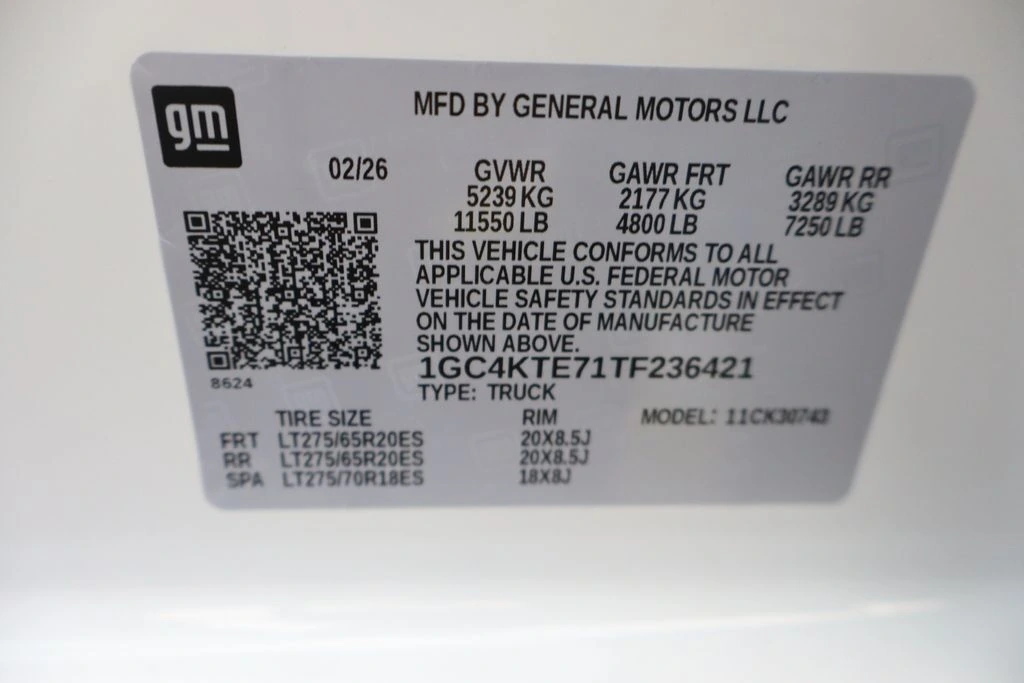 gm
MFD BY GENERAL MOTORS LLC
02/26 GVWR GAWR FRT GAWR RR
5239 KG 2177 KG 3289 KG
11550 LB 4800 LB 7250 LB
THIS VEHICLE CONFORMS TO ALL
APPLICABLE U.S. FEDERAL MOTOR
VEHICLE SAFETY STANDARDS IN EFFECT
ON THE DATE OF MANUFACTURE
SHOWN ABOVE.
1GC4KTE71TF236421
8624
TYPE: TRUCK
TIRE SIZE RIM MODEL: 11CK30743
FRT LT275/65R20ES 20X8.5J
RR LT275/65R20ES 20X8.5J
SPA LT275/70R18ES 18X8J